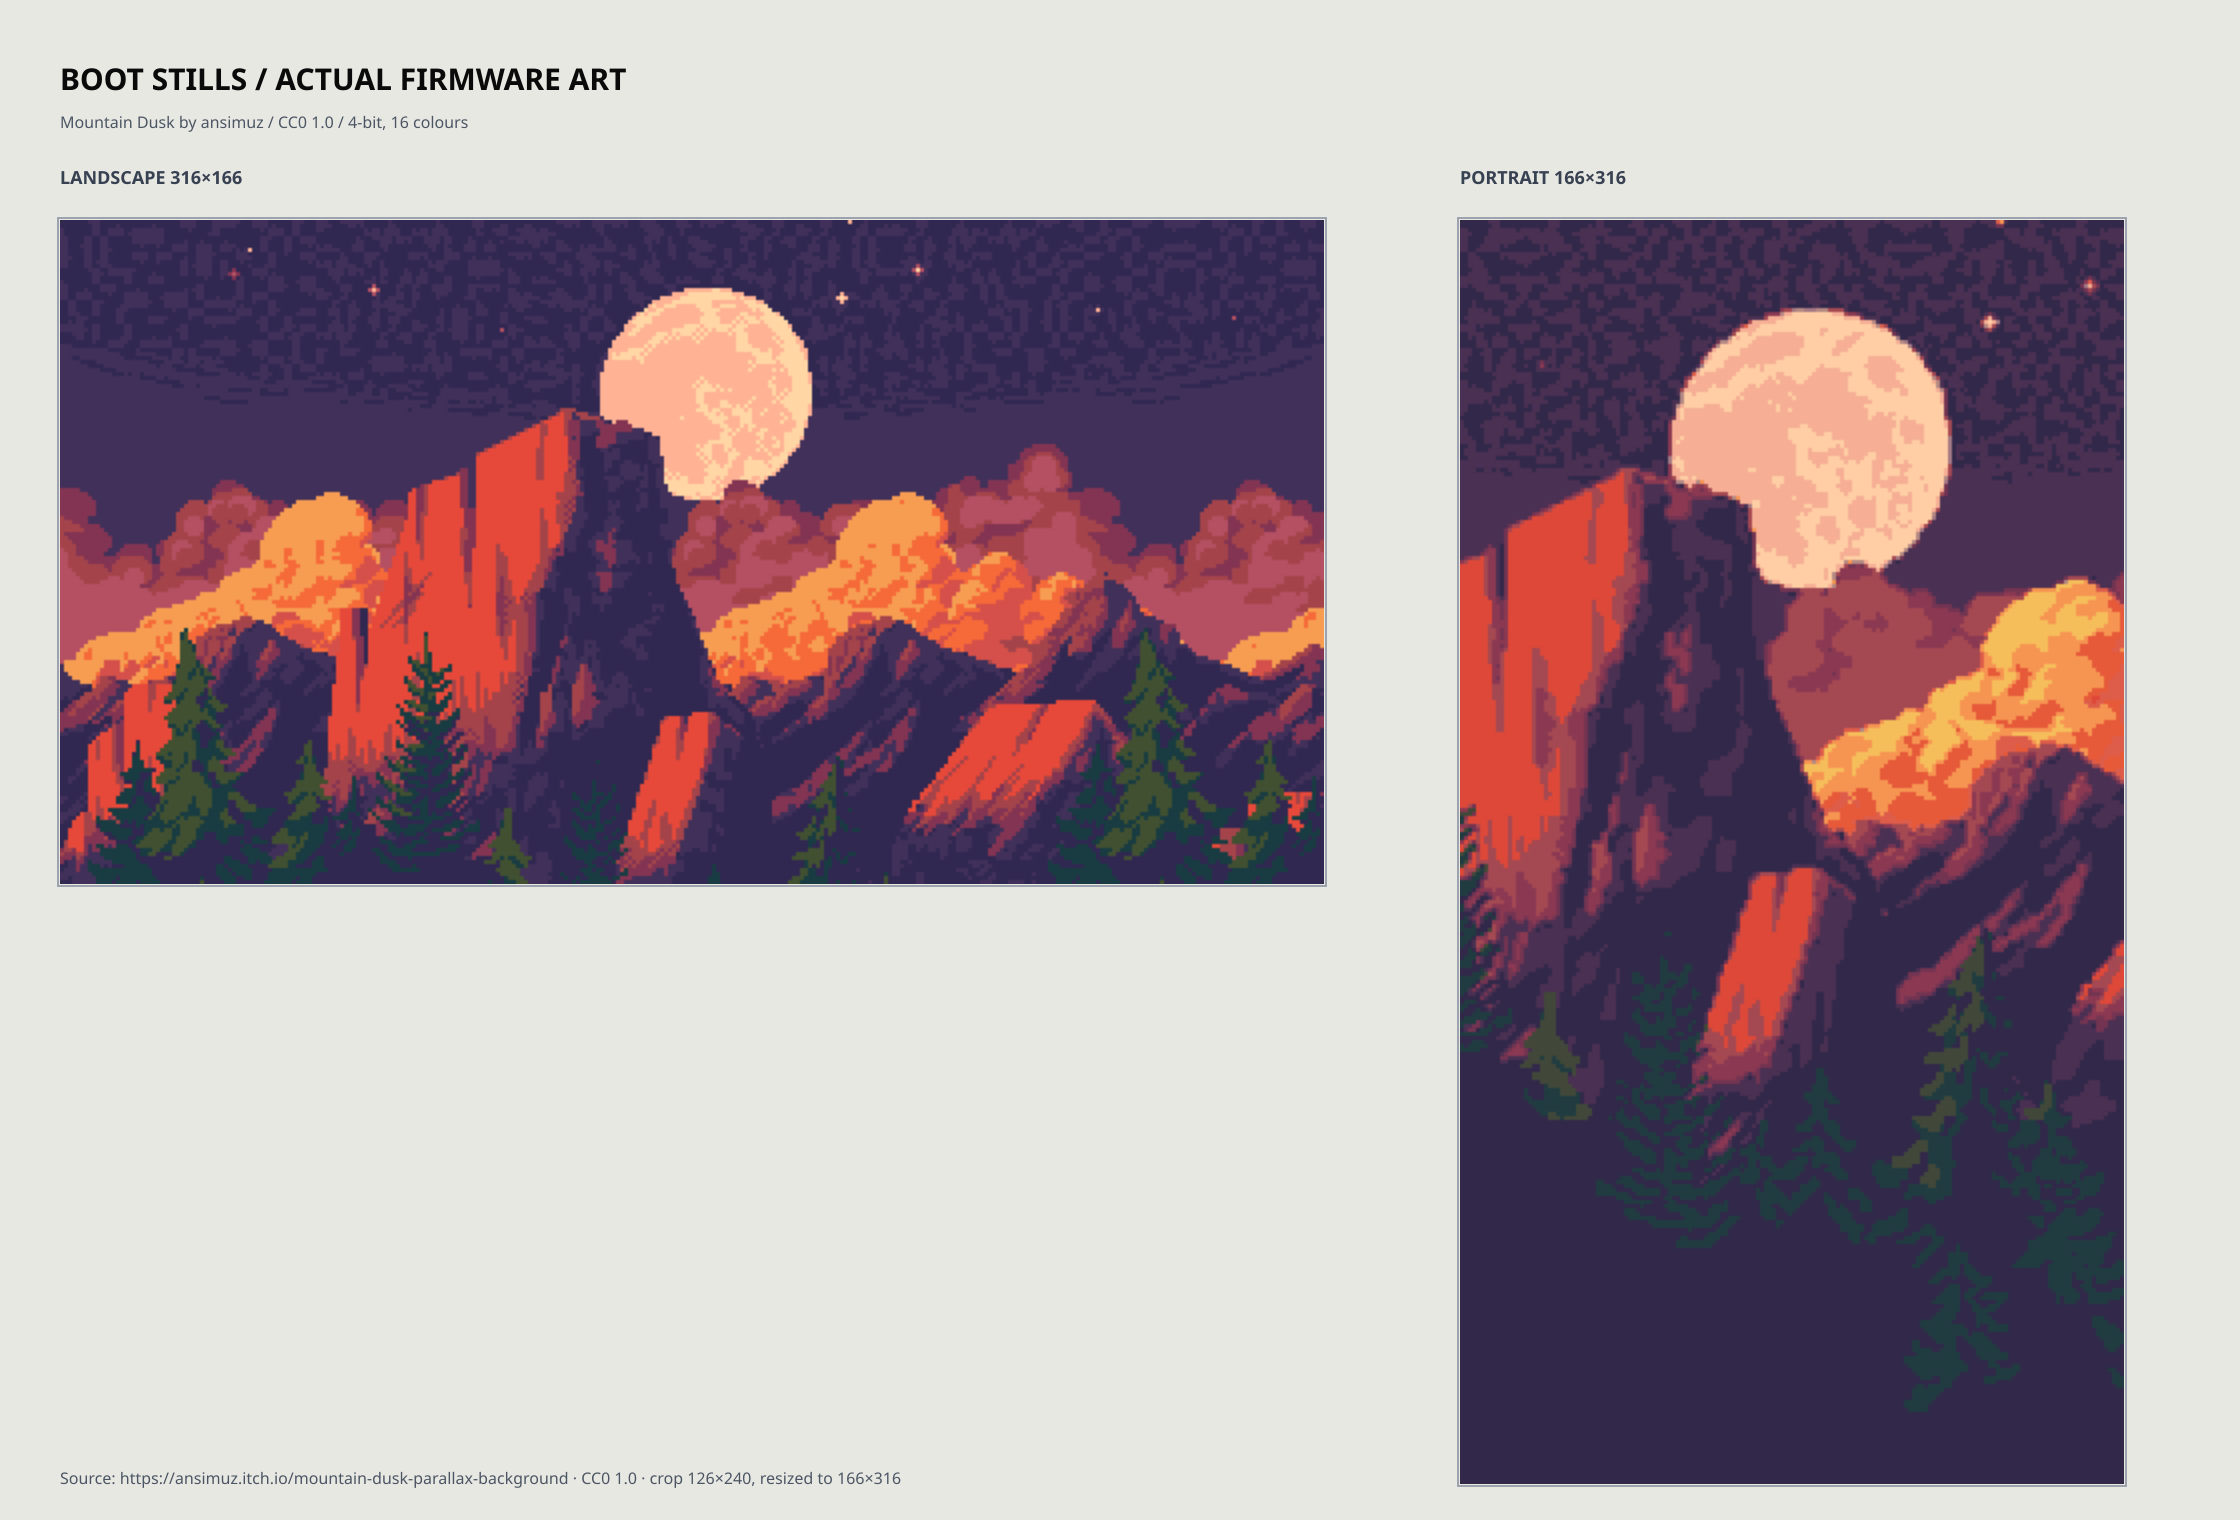 BOOT STILLS / ACTUAL FIRMWARE ART
Mountain Dusk by ansimuz / CC0 1.0 / 4-bit, 16 colours
LANDSCAPE 316×166
PORTRAIT 166×316
Source: https://ansimuz.itch.io/mountain-dusk-parallax-background · CC0 1.0 · crop 126×240, resized to 166×316